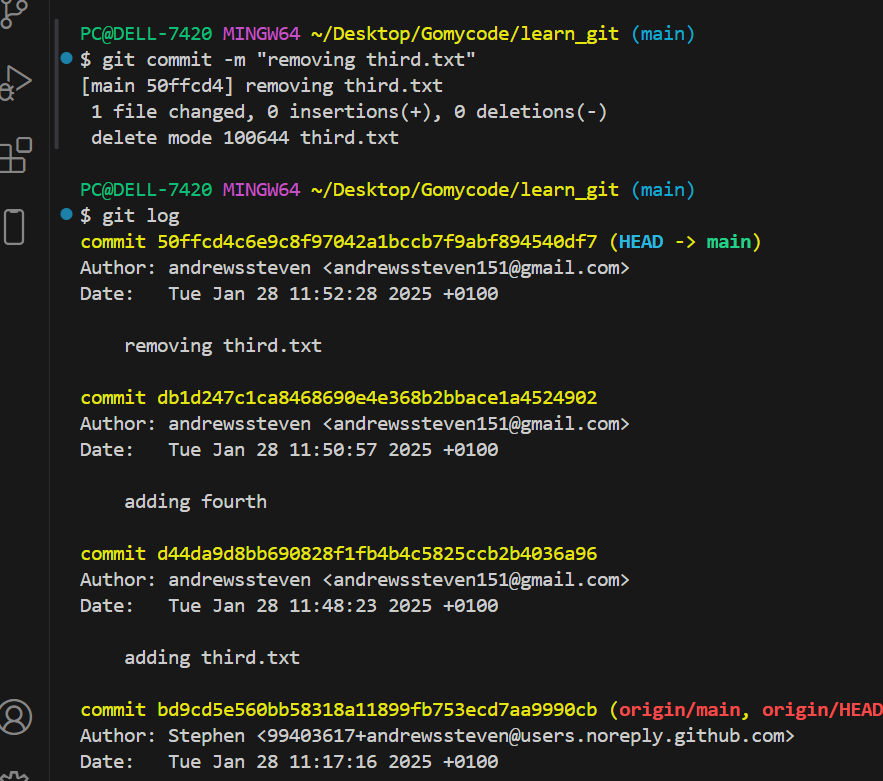 PC@DELL-7420 MINGW64 ~/Desktop/Gomycode/learn_git (main)
$ git commit -m "removing third.txt"
[main 50ffcd4] removing third.txt
 1 file changed, 0 insertions(+), 0 deletions(-)
 delete mode 100644 third.txt

PC@DELL-7420 MINGW64 ~/Desktop/Gomycode/learn_git (main)
$ git log
commit 50ffcd4c6e9c8f97042a1bccb7f9abf894540df7 (HEAD -> main)
Author: andrewssteven <andrewssteven151@gmail.com>
Date:   Tue Jan 28 11:52:28 2025 +0100

    removing third.txt

commit db1d247c1ca8468690e4e368b2bbace1a4524902
Author: andrewssteven <andrewssteven151@gmail.com>
Date:   Tue Jan 28 11:50:57 2025 +0100

    adding fourth

commit d44da9d8bb690828f1fb4b4c5825ccb2b4036a96
Author: andrewssteven <andrewssteven151@gmail.com>
Date:   Tue Jan 28 11:48:23 2025 +0100

    adding third.txt

commit bd9cd5e560bb58318a11899fb753ecd7aa9990cb (origin/main, origin/HEAD
Author: Stephen <99403617+andrewssteven@users.noreply.github.com>
Date:   Tue Jan 28 11:17:16 2025 +0100